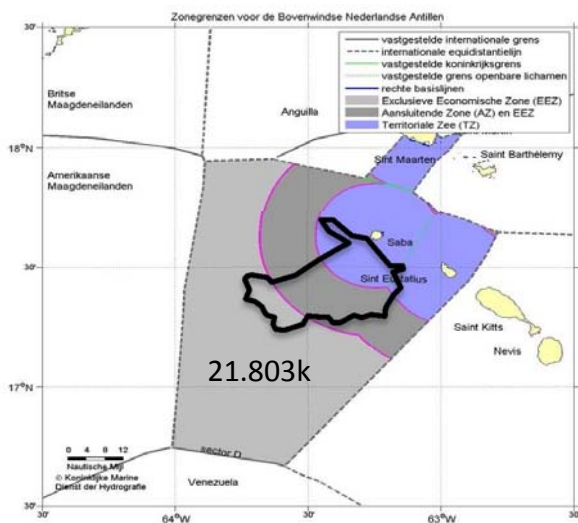 Zonegrenzen voor de Bovenwindse Nederlandse Antillen
vastgestelde internationale grens
internationale equidistantielijn
vastgestelde koninkrijksgrens
vastgestelde grens openbare lichamen
rechte basislijnen
Exclusieve Economische Zone (EEZ)
Aansluitende Zone (AZ) en EEZ
Territoriale Zee (TZ)
30'
Britse
Maagdeneilanden
Anguilla
18°N
Sint Maarten
Saint Barthélemy
Amerikaanse
Maagdeneilanden
Saba
30'
Sint Eustatius
Saint Kitts
Nevis
21.803k
17°N
sector D
0 4 8 12
Nautische Mijl
© Koninklijke Marine
Dienst der Hydrografie
Venezuela
30'
30' 64°W 30' 63°W 30'